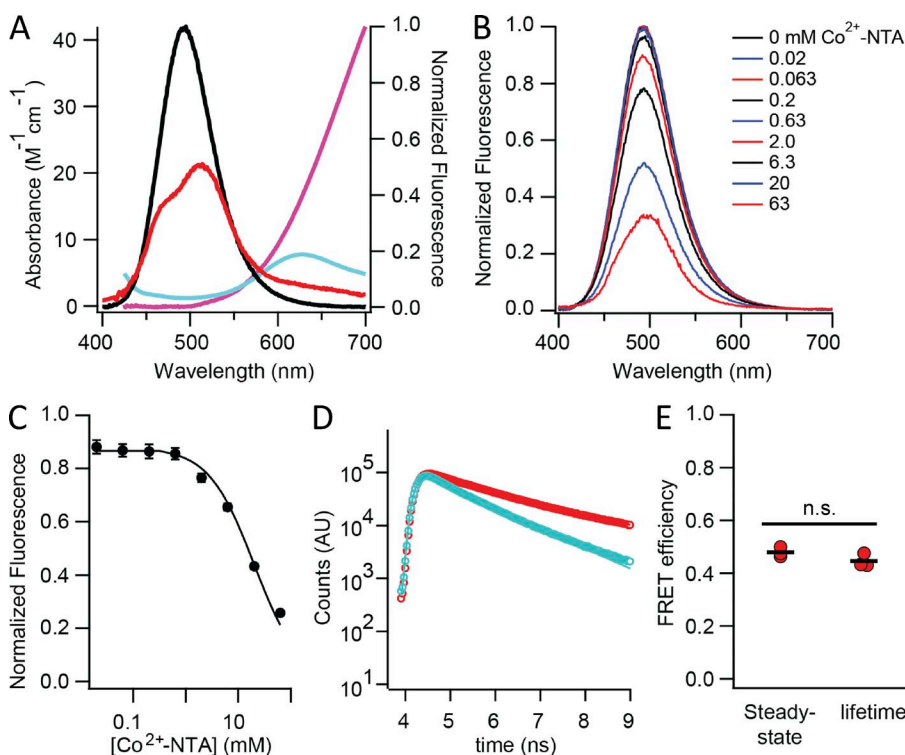 A
Absorbance (M⁻¹ cm⁻¹)
40
30
20
10
0
1.0
0.8
0.6
0.4
0.2
0.0
Normalized Fluorescence
400
500
600
700
Wavelength (nm)
B
Normalized Fluorescence
1.0
0.8
0.6
0.4
0.2
0.0
400
500
600
700
Wavelength (nm)
0 mM Co²⁺-NTA
0.02
0.063
0.2
0.63
2.0
6.3
20
63
C
Normalized Fluorescence
1.0
0.8
0.6
0.4
0.2
0.0
0.1
10
[Co²⁺-NTA] (mM)
D
Counts (AU)
10⁵
10⁴
10³
10²
10¹
4
5
6
7
8
9
time (ns)
E
FRET efficiency
1.0
0.8
0.6
0.4
0.2
0.0
n.s.
Steady-
state
lifetime